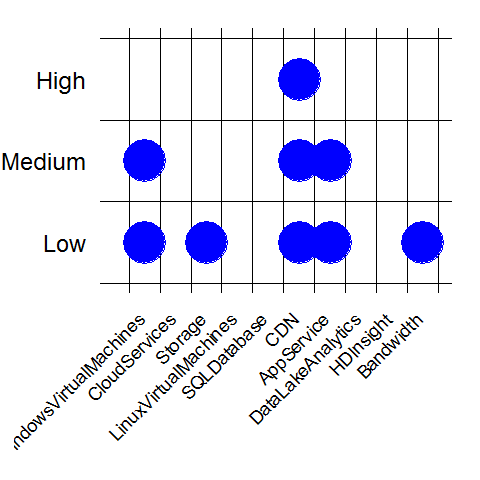 High
Medium
Low
ndowsVirtualMachines
CloudServices
Storage
LinuxVirtualMachines
SQLDatabase
CDN
AppService
DataLakeAnalytics
HDInsight
Bandwidth